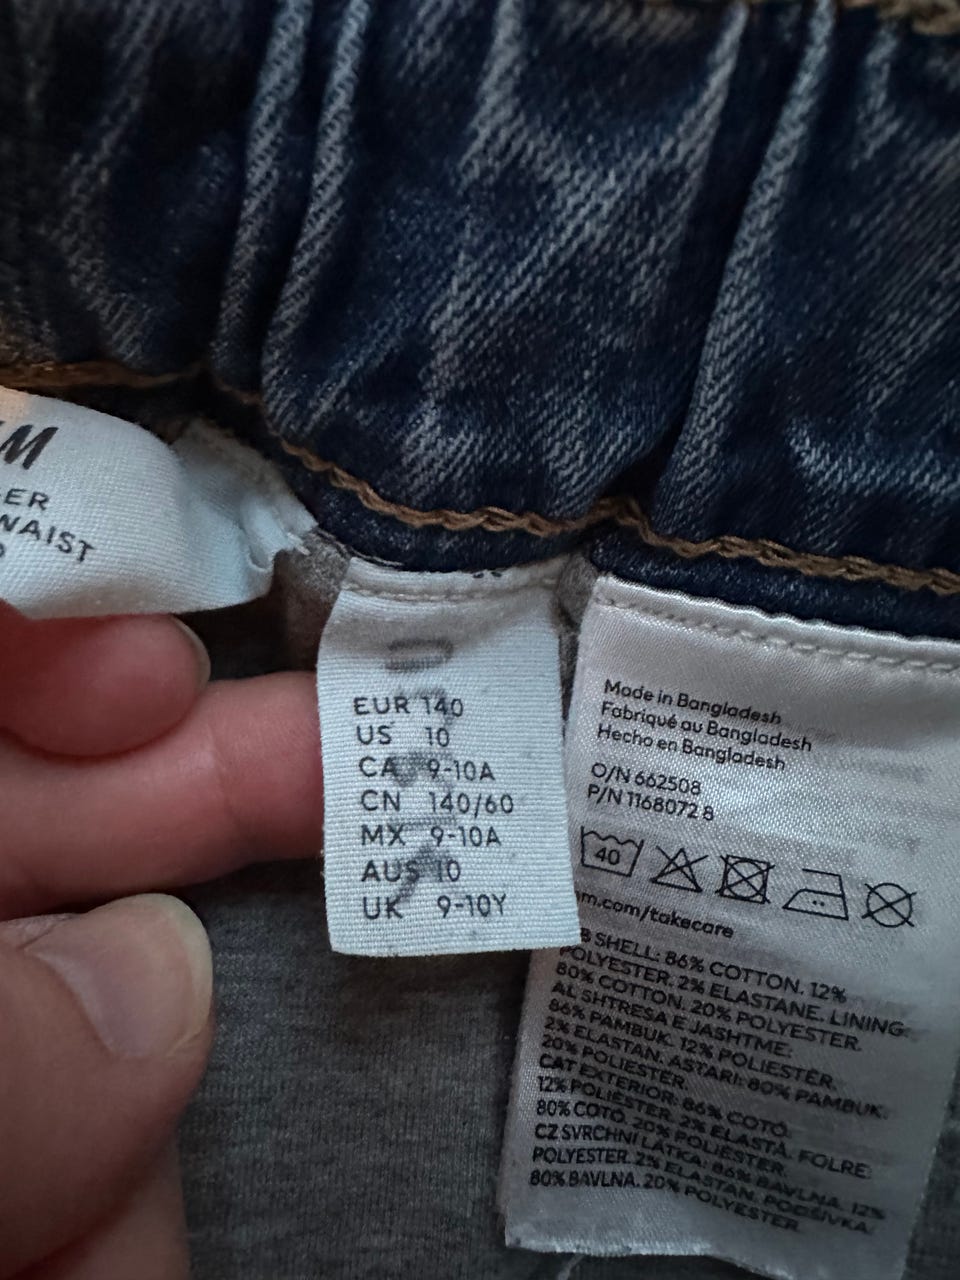 M
ER
WAIST
EUR 140
US 10
CA 9-10A
CN 140/60
MX 9-10A
AUS 10
UK 9-10Y
Made in Bangladesh
Fabriqué au Bangladesh
Hecho en Bangladesh
O/N 662508
P/N 1168072 8
40
m.com/takecare
B SHELL: 86% COTTON. 12%
POLYESTER. 2% ELASTANE. LINING:
80% COTTON. 20% POLYESTER.
AL SHTRESA E JASHTME:
86% PAMBUK. 12% POLIESTËR.
2% ELASTAN. ASTARI: 80% PAMBUK.
20% POLIESTËR.
CAT EXTERIOR: 86% COTÓ.
12% POLIÈSTER. 2% ELASTÀ. FOLRE:
80% COTÓ. 20% POLIÈSTER.
CZ SVRCHNÍ LÁTKA: 86% BAVLNA. 12%
POLYESTER. 2% ELASTAN. PODŠÍVKA:
80% BAVLNA. 20% POLYESTER.